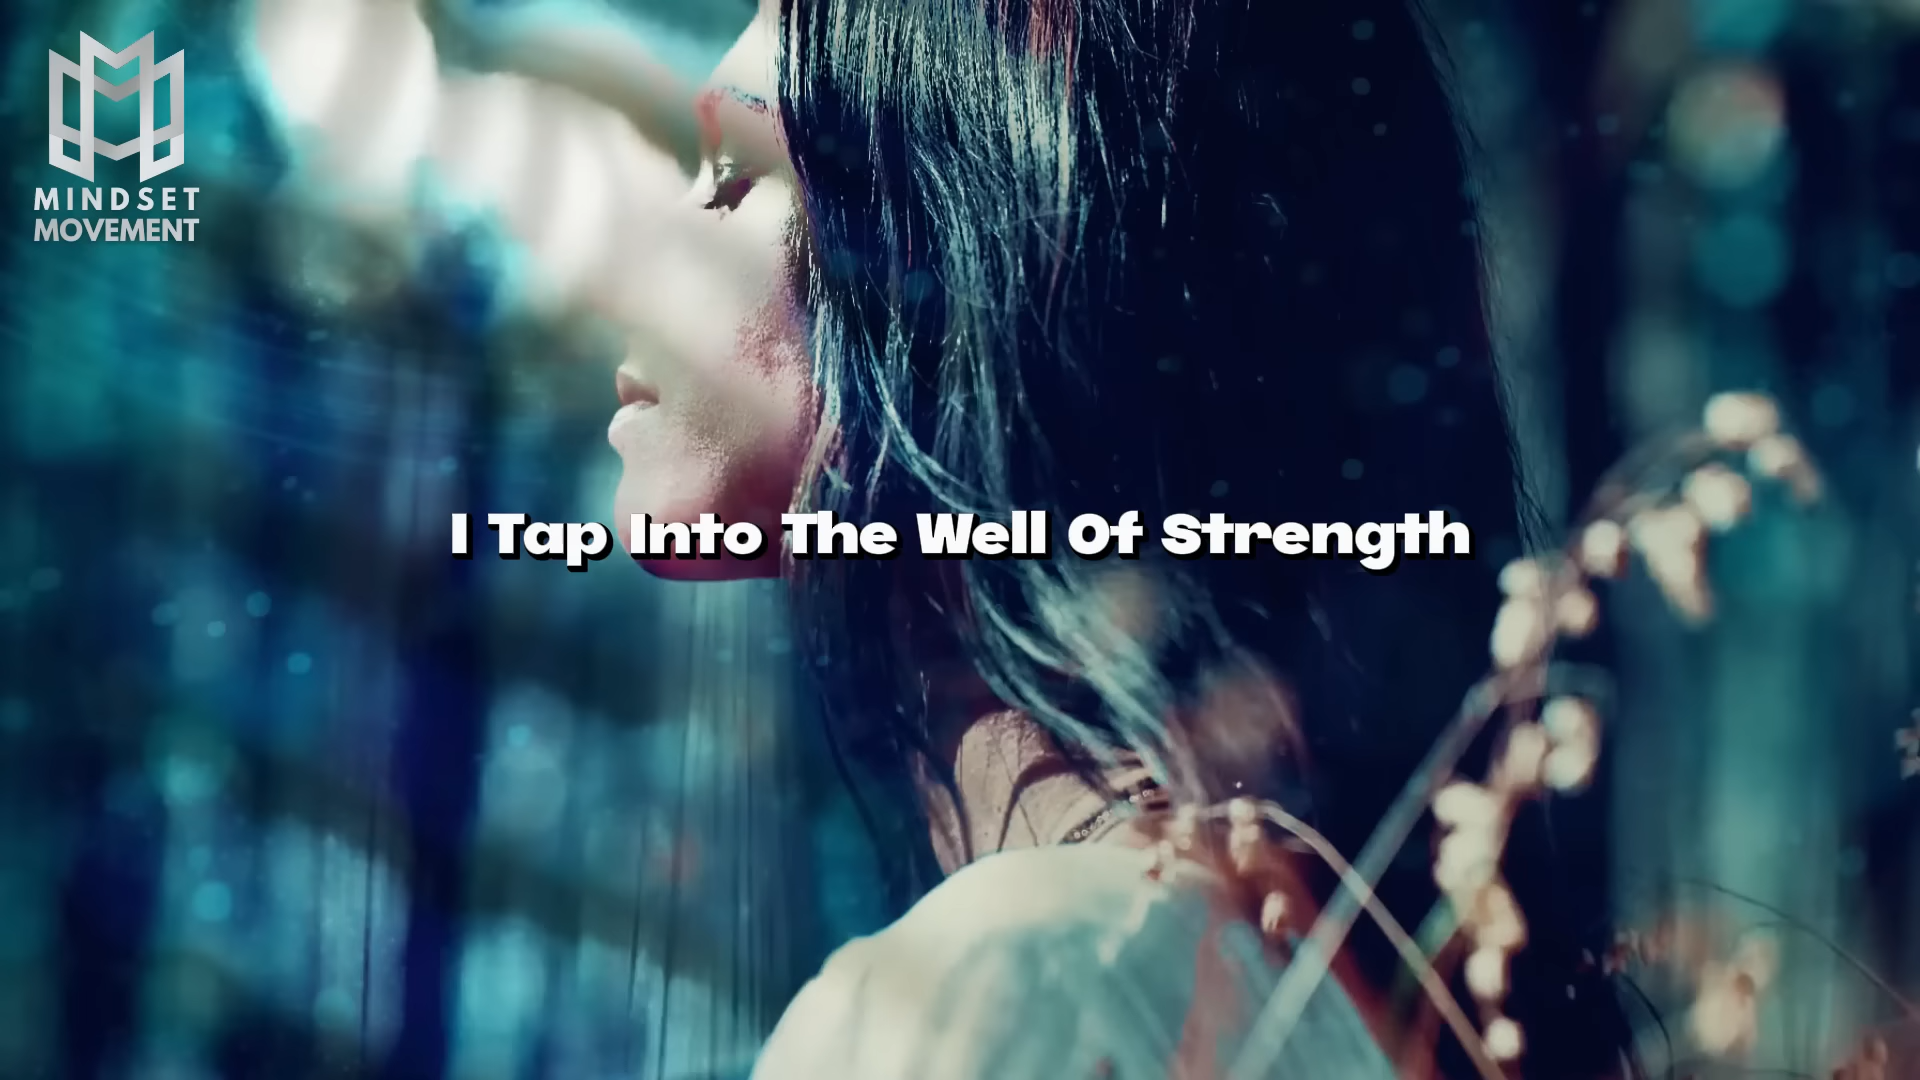 MINDSET
MOVEMENT
I Tap Into The Well Of Strength